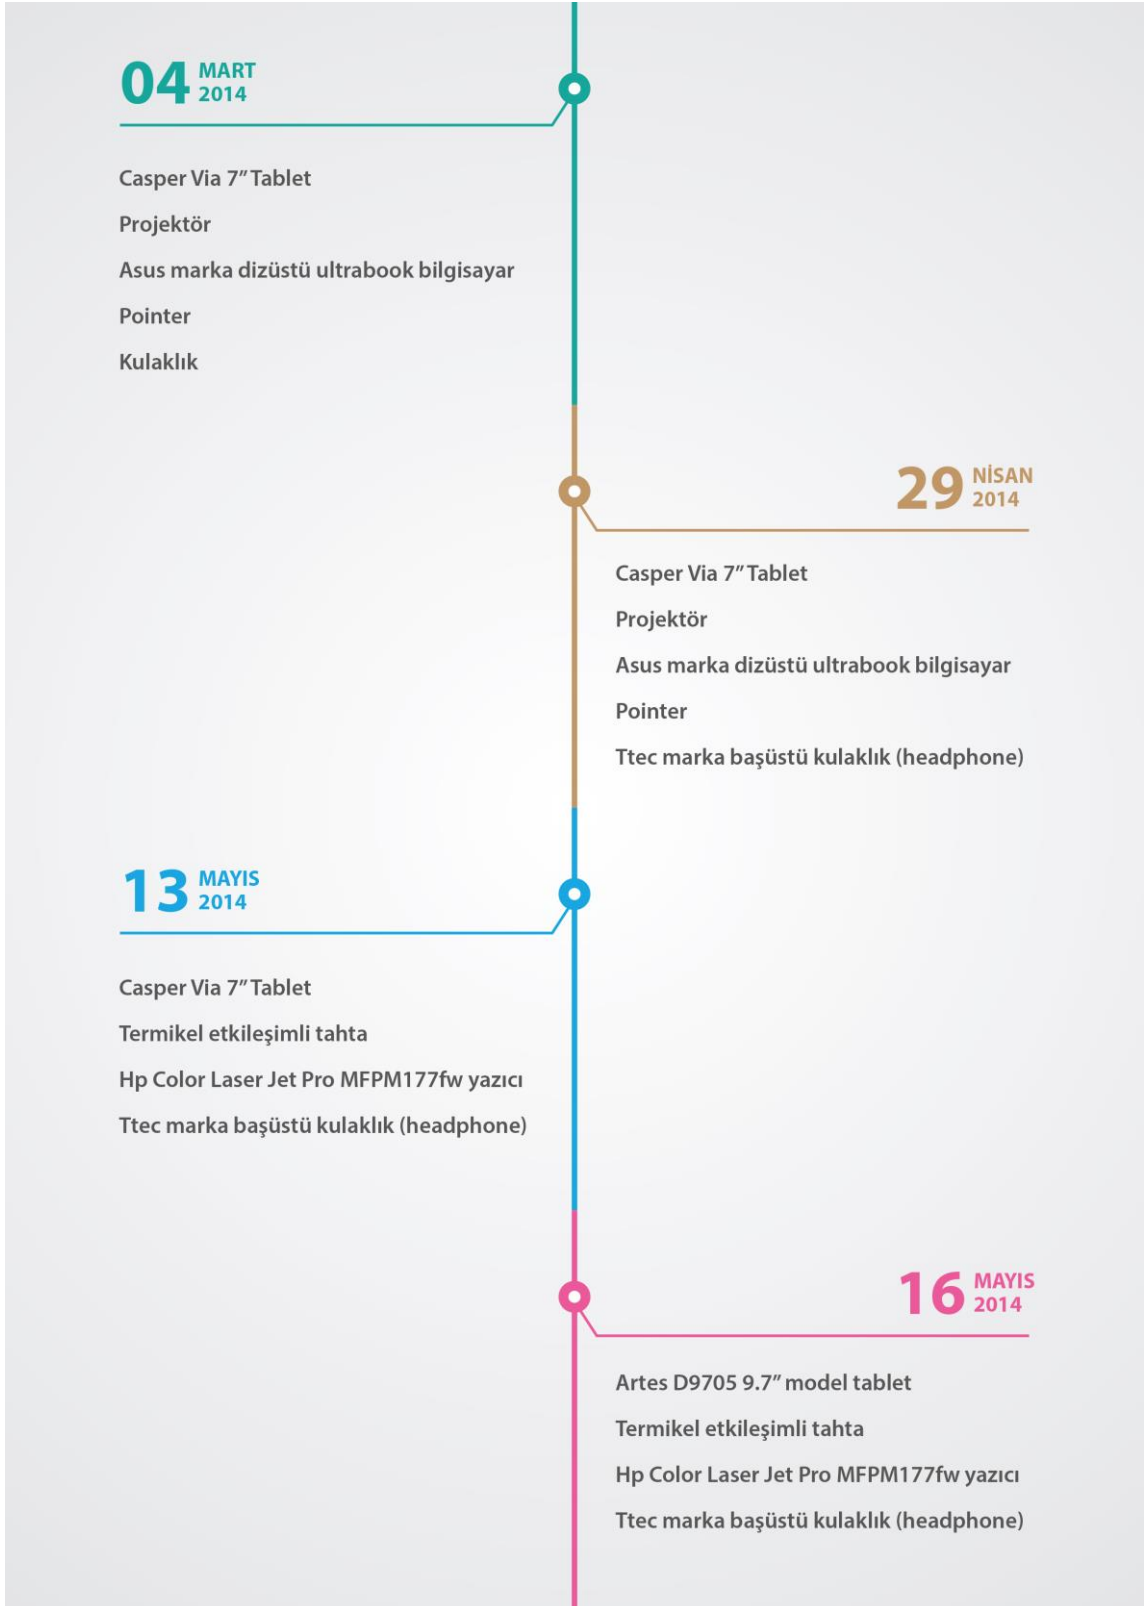 04 MART
2014
Casper Via 7” Tablet
Projektör
Asus marka dizüstü ultrabook bilgisayar
Pointer
Kulaklık
29 NİSAN
2014
Casper Via 7” Tablet
Projektör
Asus marka dizüstü ultrabook bilgisayar
Pointer
Ttec marka başüstü kulaklık (headphone)
13 MAYIS
2014
Casper Via 7” Tablet
Termikel etkileşimli tahta
Hp Color Laser Jet Pro MFPM177fw yazıcı
Ttec marka başüstü kulaklık (headphone)
16 MAYIS
2014
Artes D9705 9.7” model tablet
Termikel etkileşimli tahta
Hp Color Laser Jet Pro MFPM177fw yazıcı
Ttec marka başüstü kulaklık (headphone)